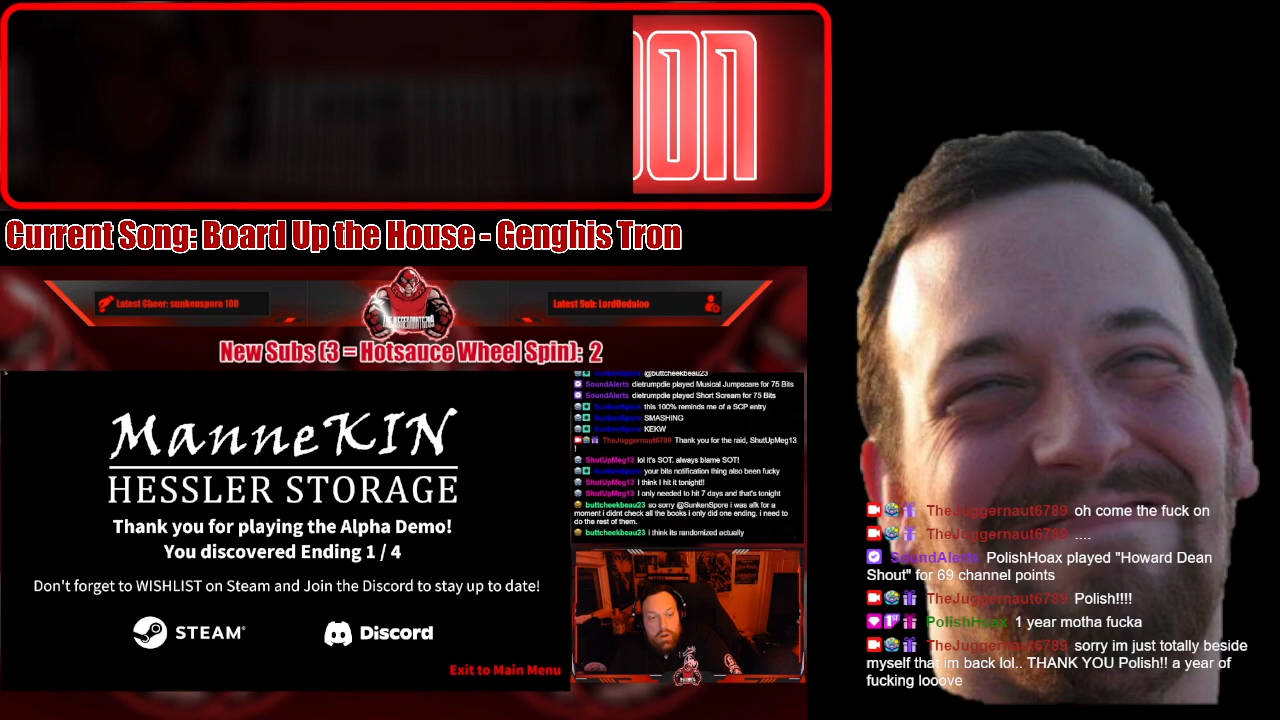 Current Song: Board Up the House - Genghis Tron
Latest Cheer: sunkenspore 100
Latest Sub: LordOodaloo
New Subs (3 = Hotsauce Wheel Spin): 2
ManneKIN
HESSLER STORAGE
Thank you for playing the Alpha Demo!
You discovered Ending 1 / 4
Don't forget to WISHLIST on Steam and Join the Discord to stay up to date!
STEAM
Discord
Exit to Main Menu
@buttcheekbeau23
SoundAlerts dietrumpdie played Musical Jumpscare for 75 Bits
SoundAlerts dietrumpdie played Short Scream for 75 Bits
this 100% reminds me of a SCP entry
SMASHING
KEKW
TheJuggernaut6789 Thank you for the raid, ShutUpMeg13
!
ShutUpMeg13 lol it's SOT. always blame SOT!
your bits notification thing also been fucky
ShutUpMeg13 I think I hit it tonight!!
ShutUpMeg13 I only needed to hit 7 days and that's tonight
buttcheekbeau23 so sorry @SunkenSpore i was afk for a
moment i didnt check all the books i only did one ending. i need to
do the rest of them.
buttcheekbeau23 i think its randomized actually
TheJuggernaut6789 oh come the fuck on
TheJuggernaut6789 ....
SoundAlerts PolishHoax played "Howard Dean
Shout" for 69 channel points
TheJuggernaut6789 Polish!!!!
PolishHoax 1 year motha fucka
TheJuggernaut6789 sorry im just totally beside
myself that im back lol.. THANK YOU Polish!! a year of
fucking looove